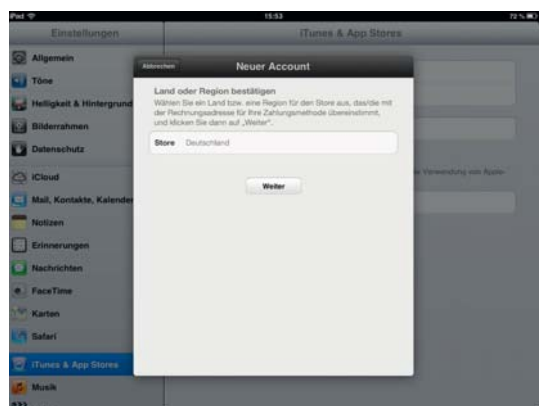 iPad
15:53
72 %
Einstellungen
iTunes & App Stores
Allgemein
Töne
Helligkeit & Hintergrund
Bilderrahmen
Datenschutz
iCloud
Mail, Kontakte, Kalender
Notizen
Erinnerungen
Nachrichten
FaceTime
Karten
Safari
iTunes & App Stores
Musik
Abbrechen
Neuer Account
Land oder Region bestätigen
Wählen Sie ein Land bzw. eine Region für den Store aus, das/die mit
der Rechnungsadresse für Ihre Zahlungsmethode übereinstimmt,
und klicken Sie dann auf „Weiter".
Store Deutschland
Weiter
Verwendung von Apple-